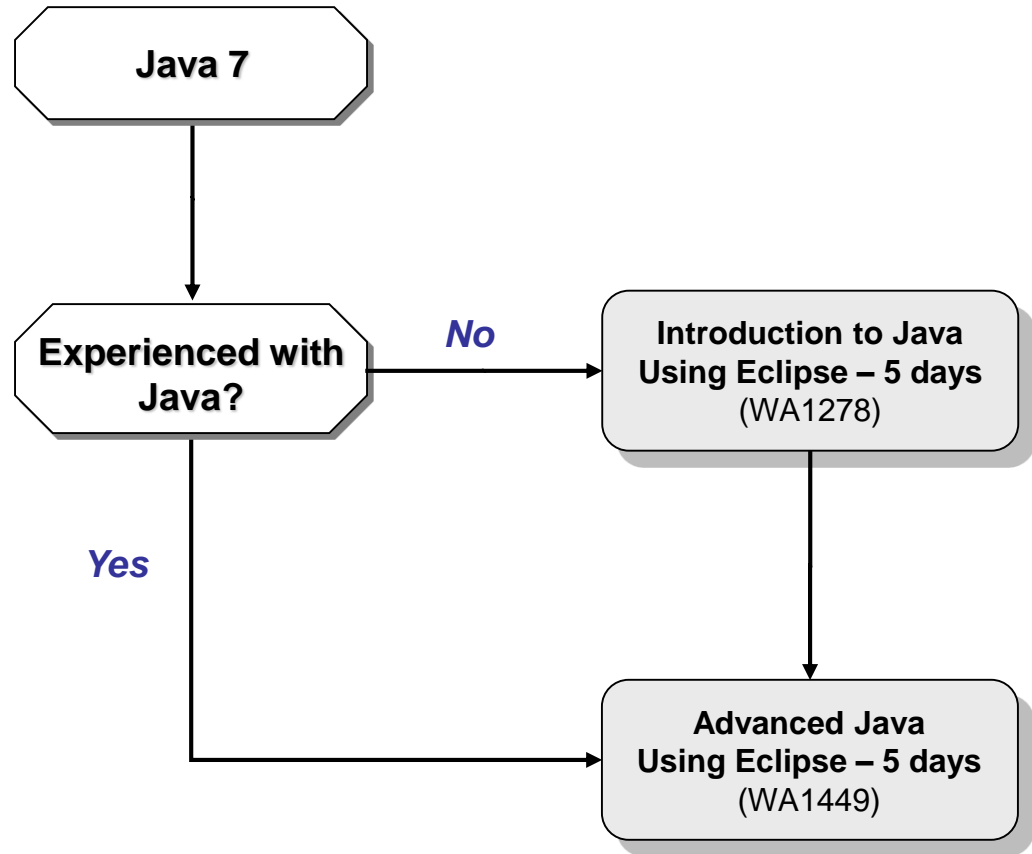 Java 7
Experienced with
Java?
No
Introduction to Java
Using Eclipse – 5 days
(WA1278)
Yes
Advanced Java
Using Eclipse – 5 days
(WA1449)